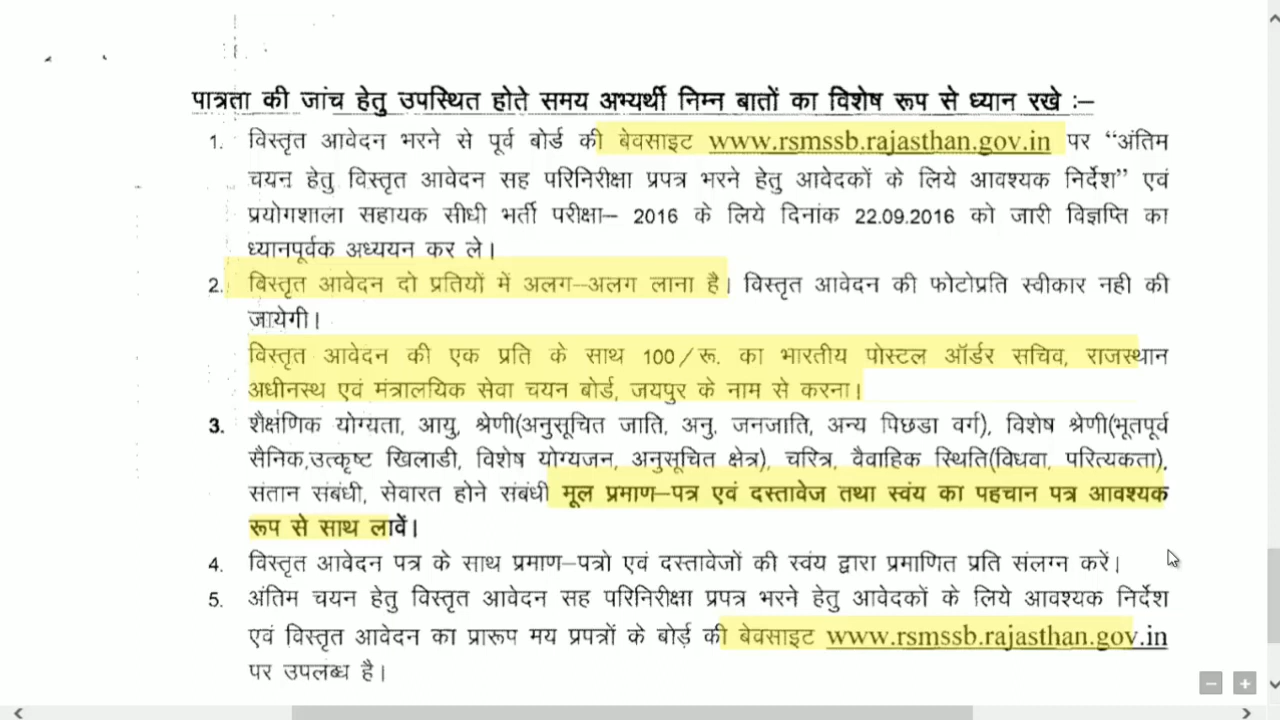 पात्रता की जांच हेतु उपस्थित होते समय अभ्यर्थी निम्न बातों का विशेष रूप से ध्यान रखे :–
1. विस्तृत आवेदन भरने से पूर्व बोर्ड की बेवसाइट www.rsmssb.rajasthan.gov.in पर “अंतिम
चयन हेतु विस्तृत आवेदन सह परिनिरीक्षा प्रपत्र भरने हेतु आवेदकों के लिये आवश्यक निर्देश” एवं
प्रयोगशाला सहायक सीधी भर्ती परीक्षा– 2016 के लिये दिनांक 22.09.2016 को जारी विज्ञप्ति का
ध्यानपूर्वक अध्ययन कर ले।
2. विस्तृत आवेदन दो प्रतियों में अलग–अलग लाना है। विस्तृत आवेदन की फोटोप्रति स्वीकार नही की
जायेगी।
विस्तृत आवेदन की एक प्रति के साथ 100/रू. का भारतीय पोस्टल ऑर्डर सचिव, राजस्थान
अधीनस्थ एवं मंत्रालयिक सेवा चयन बोर्ड, जयपुर के नाम से करना।
3. शैक्षणिक योग्यता, आयु, श्रेणी(अनुसूचित जाति, अनु, जनजाति, अन्य पिछडा वर्ग), विशेष श्रेणी(भूतपूर्व
सैनिक,उत्कृष्ट खिलाडी, विशेष योग्यजन, अनुसूचित क्षेत्र), चरित्र, वैवाहिक स्थिति(विधवा, परित्यकता),
संतान संबंधी, सेवारत होने संबंधी मूल प्रमाण–पत्र एवं दस्तावेज तथा स्वंय का पहचान पत्र आवश्यक
रूप से साथ लावें।
4. विस्तृत आवेदन पत्र के साथ प्रमाण–पत्रो एवं दस्तावेजों की स्वंय द्वारा प्रमाणित प्रति संलग्न करें।
5. अंतिम चयन हेतु विस्तृत आवेदन सह परिनिरीक्षा प्रपत्र भरने हेतु आवेदकों के लिये आवश्यक निर्देश
एवं विस्तृत आवेदन का प्रारूप मय प्रपत्रों के बोर्ड़ की बेवसाइट www.rsmssb.rajasthan.gov.in
पर उपलब्ध है।